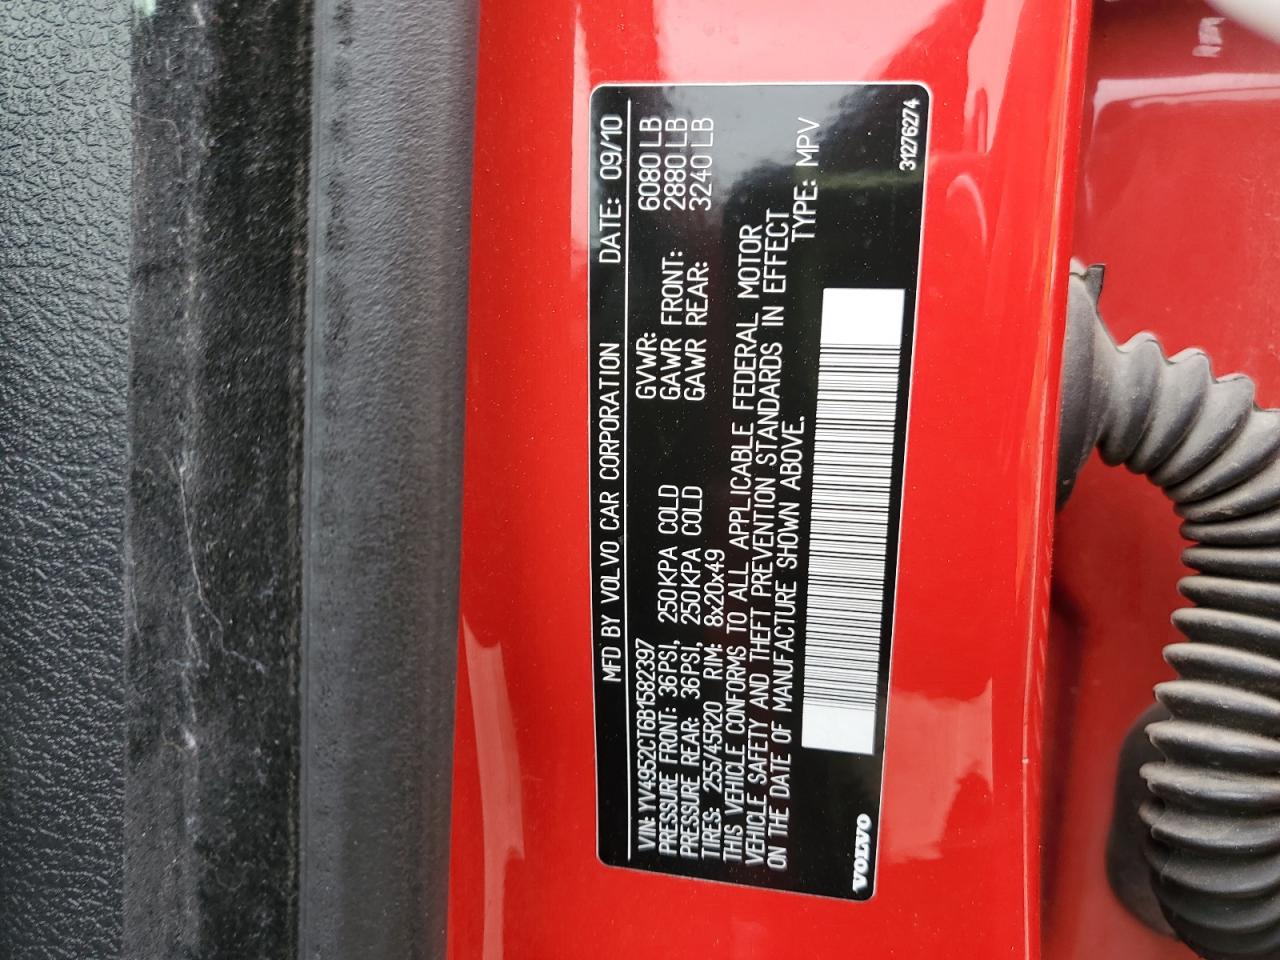 MFD BY VOLVO CAR CORPORATION DATE: 09/10
VIN: YV4952CT6B1582397
GVWR: 6080 LB
PRESSURE FRONT: 36PSI, 250KPA COLD GAWR FRONT: 2880 LB
PRESSURE REAR: 36PSI, 250KPA COLD GAWR REAR: 3240 LB
TIRES: 255/45R20 RIM: 8x20x49
THIS VEHICLE CONFORMS TO ALL APPLICABLE FEDERAL MOTOR
VEHICLE SAFETY AND THEFT PREVENTION STANDARDS IN EFFECT
ON THE DATE OF MANUFACTURE SHOWN ABOVE. TYPE: MPV
VOLVO 31276274